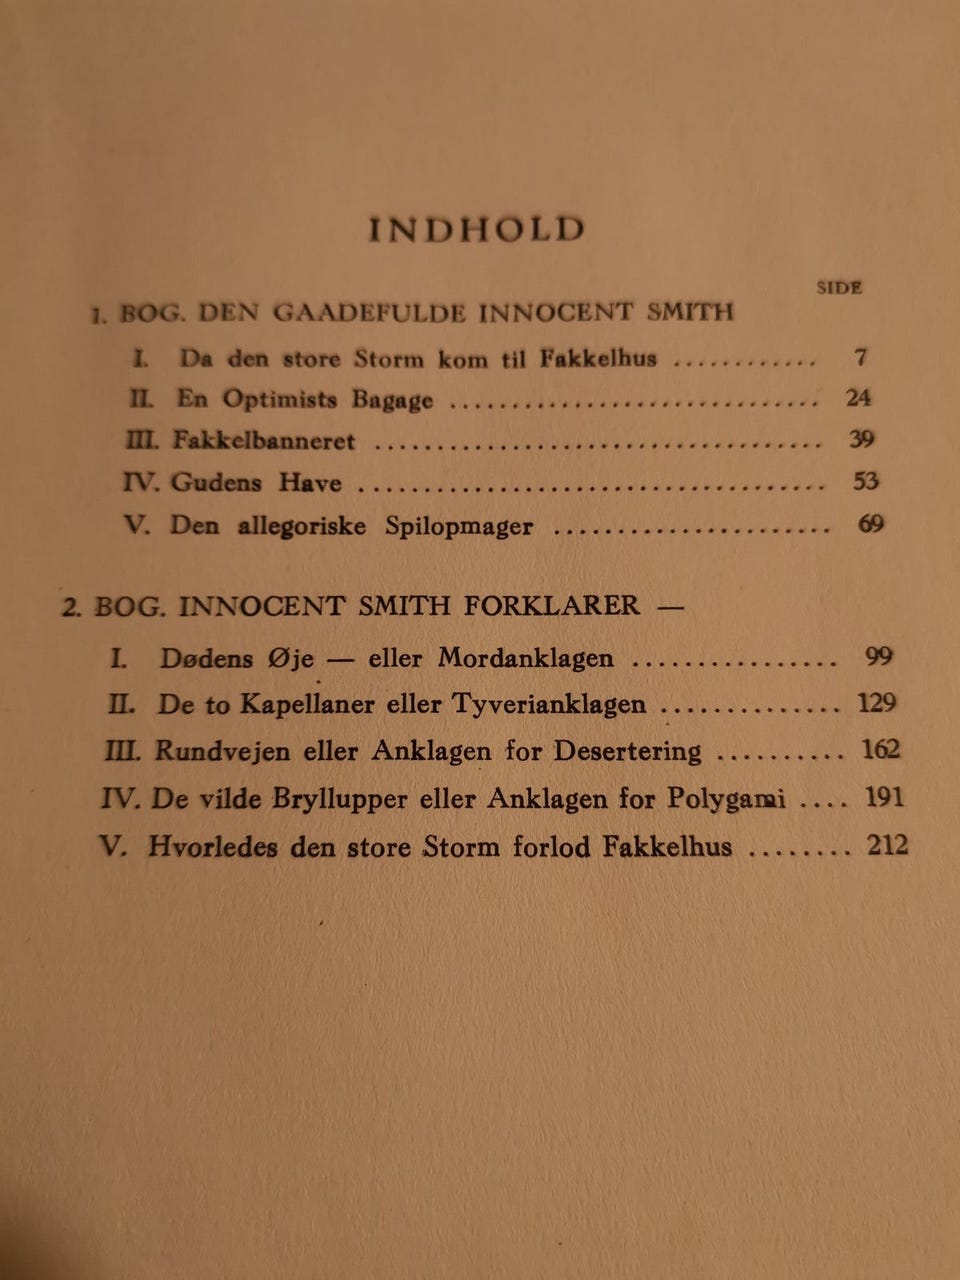 INDHOLD
SIDE
1. BOG. DEN GAADEFULDE INNOCENT SMITH
I. Da den store Storm kom til Fakkelhus ............ 7
II. En Optimists Bagage .............................. 24
III. Fakkelbanneret .................................... 39
IV. Gudens Have ..................................... 53
V. Den allegoriske Spilopmager ...................... 69
2. BOG. INNOCENT SMITH FORKLARER —
I. Dødens Øje — eller Mordanklagen ................ 99
II. De to Kapellaner eller Tyverianklagen .............. 129
III. Rundvejen eller Anklagen for Desertering .......... 162
IV. De vilde Bryllupper eller Anklagen for Polygami .... 191
V. Hvorledes den store Storm forlod Fakkelhus ........ 212